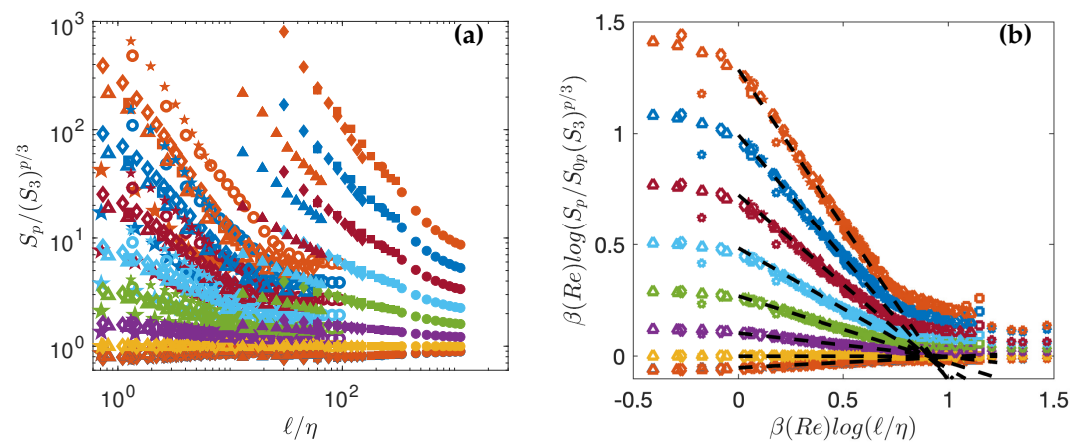 (a)
10^3
10^2
10^1
10^0
S_p/(S_3)^{p/3}
10^0
10^2
ℓ/η
(b)
1.5
1
0.5
0
β(Re)log(S_p/S_{0p}(S_3)^{p/3})
-0.5
0
0.5
1
1.5
β(Re)log(ℓ/η)